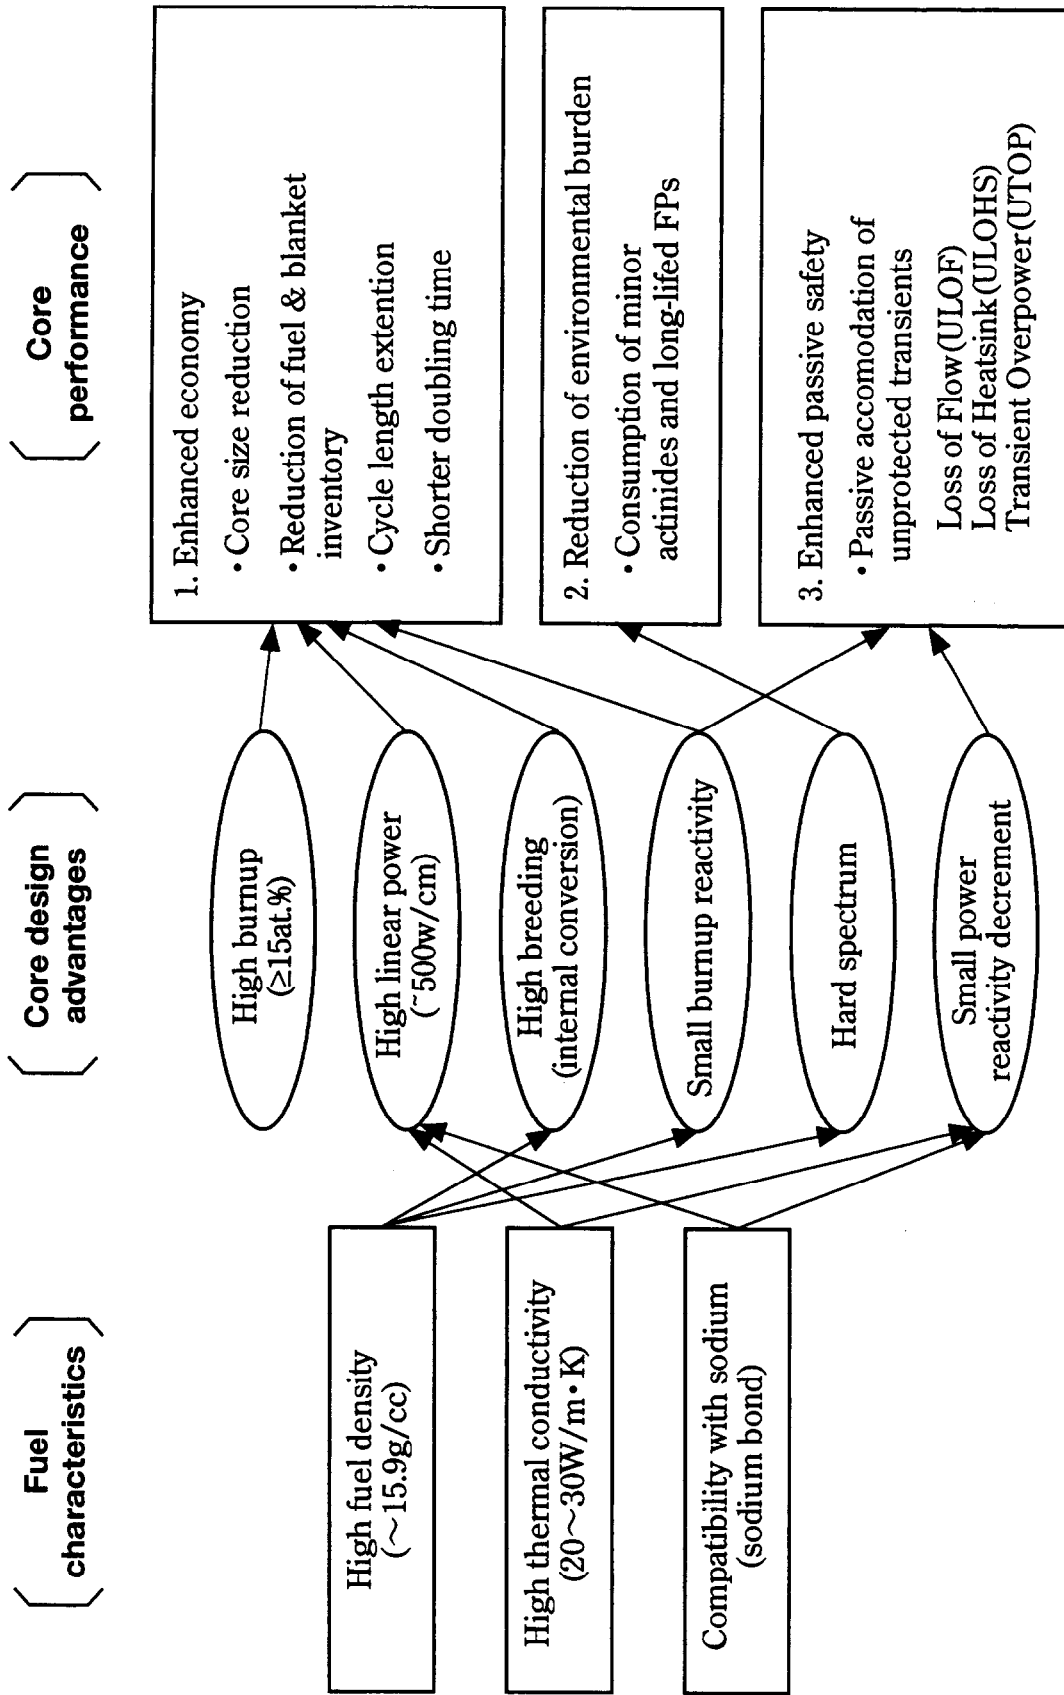 Fuel
characteristics
Core design
advantages
Core
performance
High fuel density
(~15.9g/cc)
High thermal conductivity
(20~30W/m·K)
Compatibility with sodium
(sodium bond)
High burnup
(≥15at.%)
High linear power
(~500w/cm)
High breeding
(internal conversion)
Small burnup reactivity
Hard spectrum
Small power
reactivity decrement
1. Enhanced economy
• Core size reduction
• Reduction of fuel & blanket
inventory
• Cycle length extention
• Shorter doubling time
2. Reduction of environmental burden
• Consumption of minor
actinides and long-lifed FPs
3. Enhanced passive safety
• Passive accomodation of
unprotected transients
Loss of Flow(ULOF)
Loss of Heatsink(ULOHS)
Transient Overpower(UTOP)